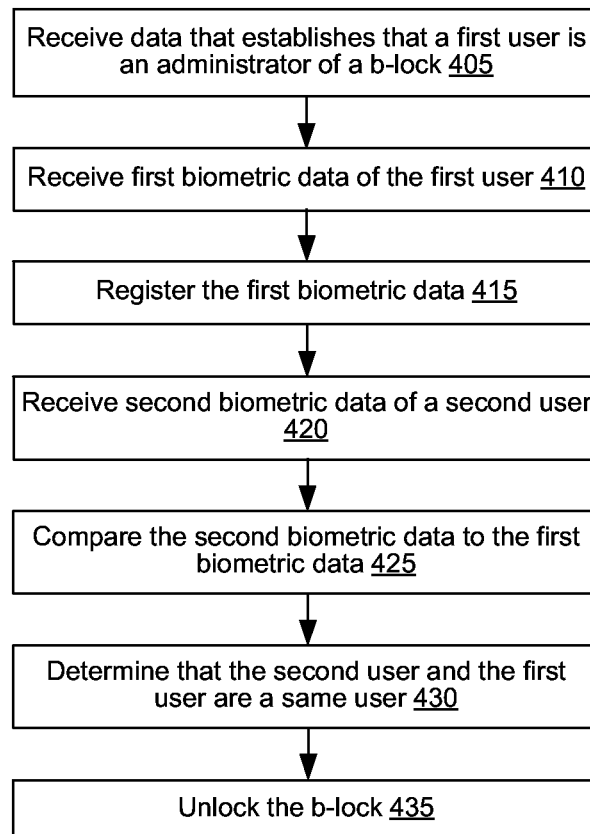 Receive data that establishes that a first user is
an administrator of a b-lock 405
Receive first biometric data of the first user 410
Register the first biometric data 415
Receive second biometric data of a second user
420
Compare the second biometric data to the first
biometric data 425
Determine that the second user and the first
user are a same user 430
Unlock the b-lock 435